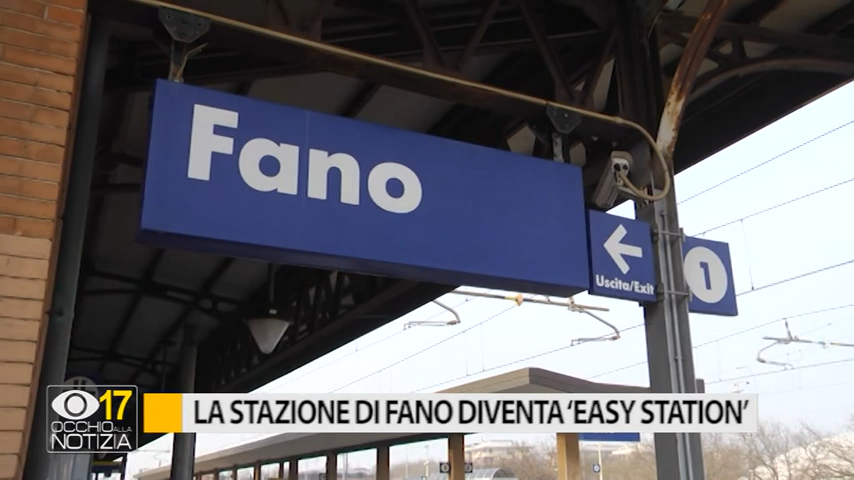 Fano
Uscita/Exit
1
17
OCCHIO ALLA
NOTIZIA
LA STAZIONE DI FANO DIVENTA ‘EASY STATION’